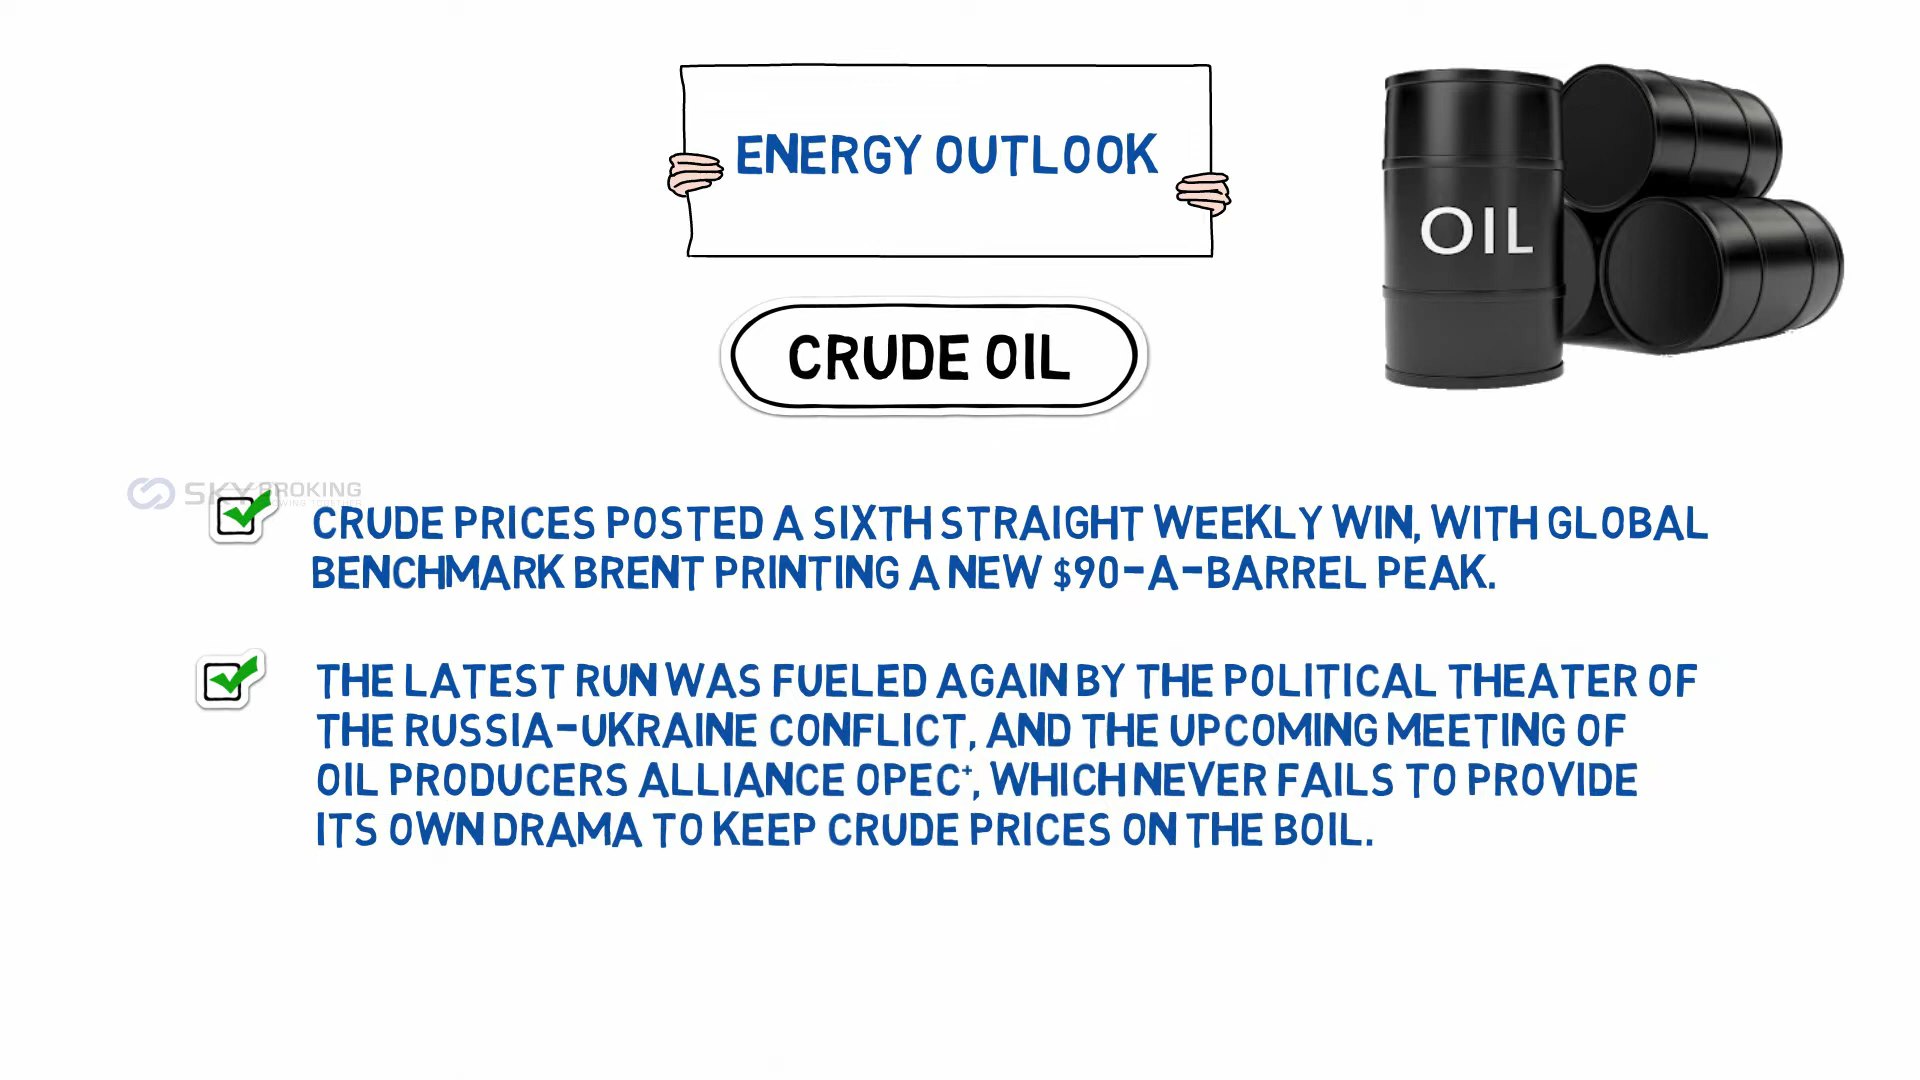 ENERGY OUTLOOK
OIL
CRUDE OIL
SKY BROKING
CRUDE PRICES POSTED A SIXTH STRAIGHT WEEKLY WIN, WITH GLOBAL
BENCHMARK BRENT PRINTING A NEW $90-A-BARREL PEAK.
THE LATEST RUN WAS FUELED AGAIN BY THE POLITICAL THEATER OF
THE RUSSIA-UKRAINE CONFLICT, AND THE UPCOMING MEETING OF
OIL PRODUCERS ALLIANCE OPEC⁺, WHICH NEVER FAILS TO PROVIDE
ITS OWN DRAMA TO KEEP CRUDE PRICES ON THE BOIL.